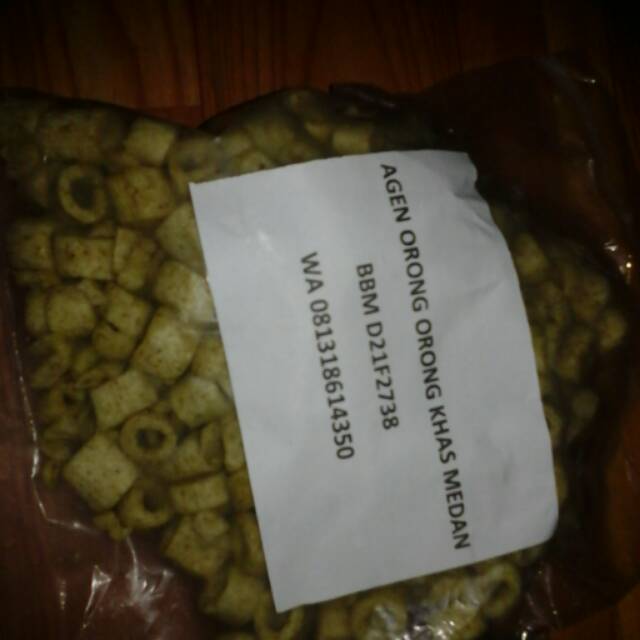 AGEN ORONG ORONG KHAS MEDAN
BBM D21F2738
WA 081318614350